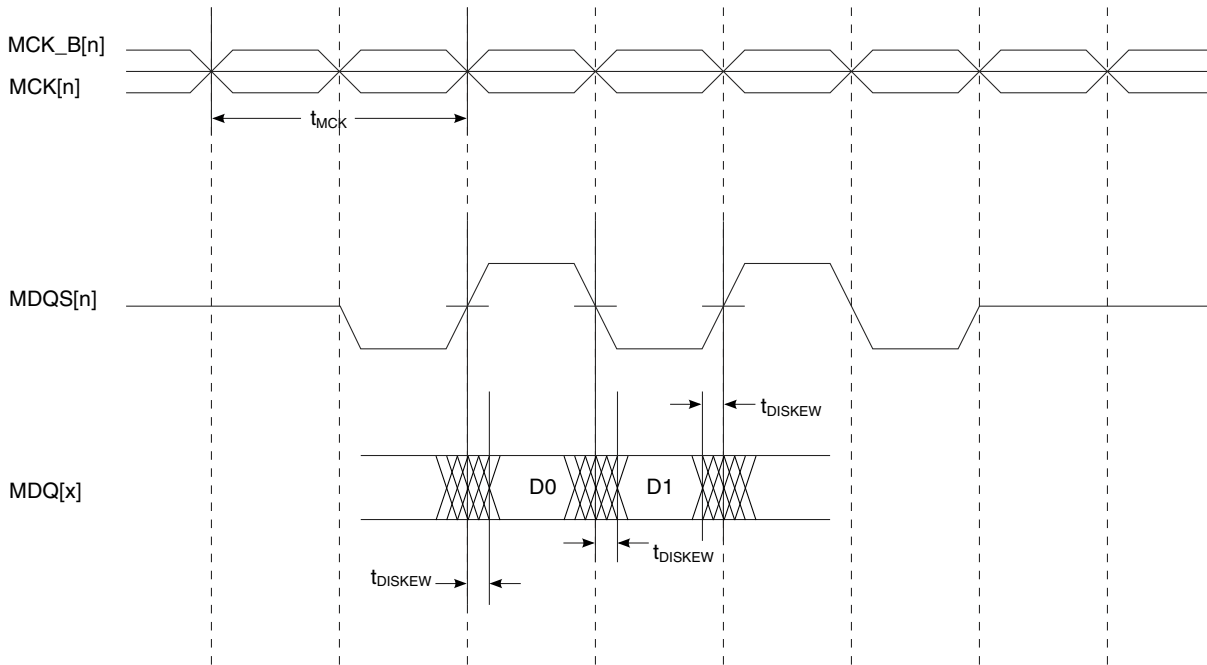 MCK_B[n]
MCK[n]
tMCK
MDQS[n]
tDISKEW
MDQ[x]
D0
D1
tDISKEW
tDISKEW